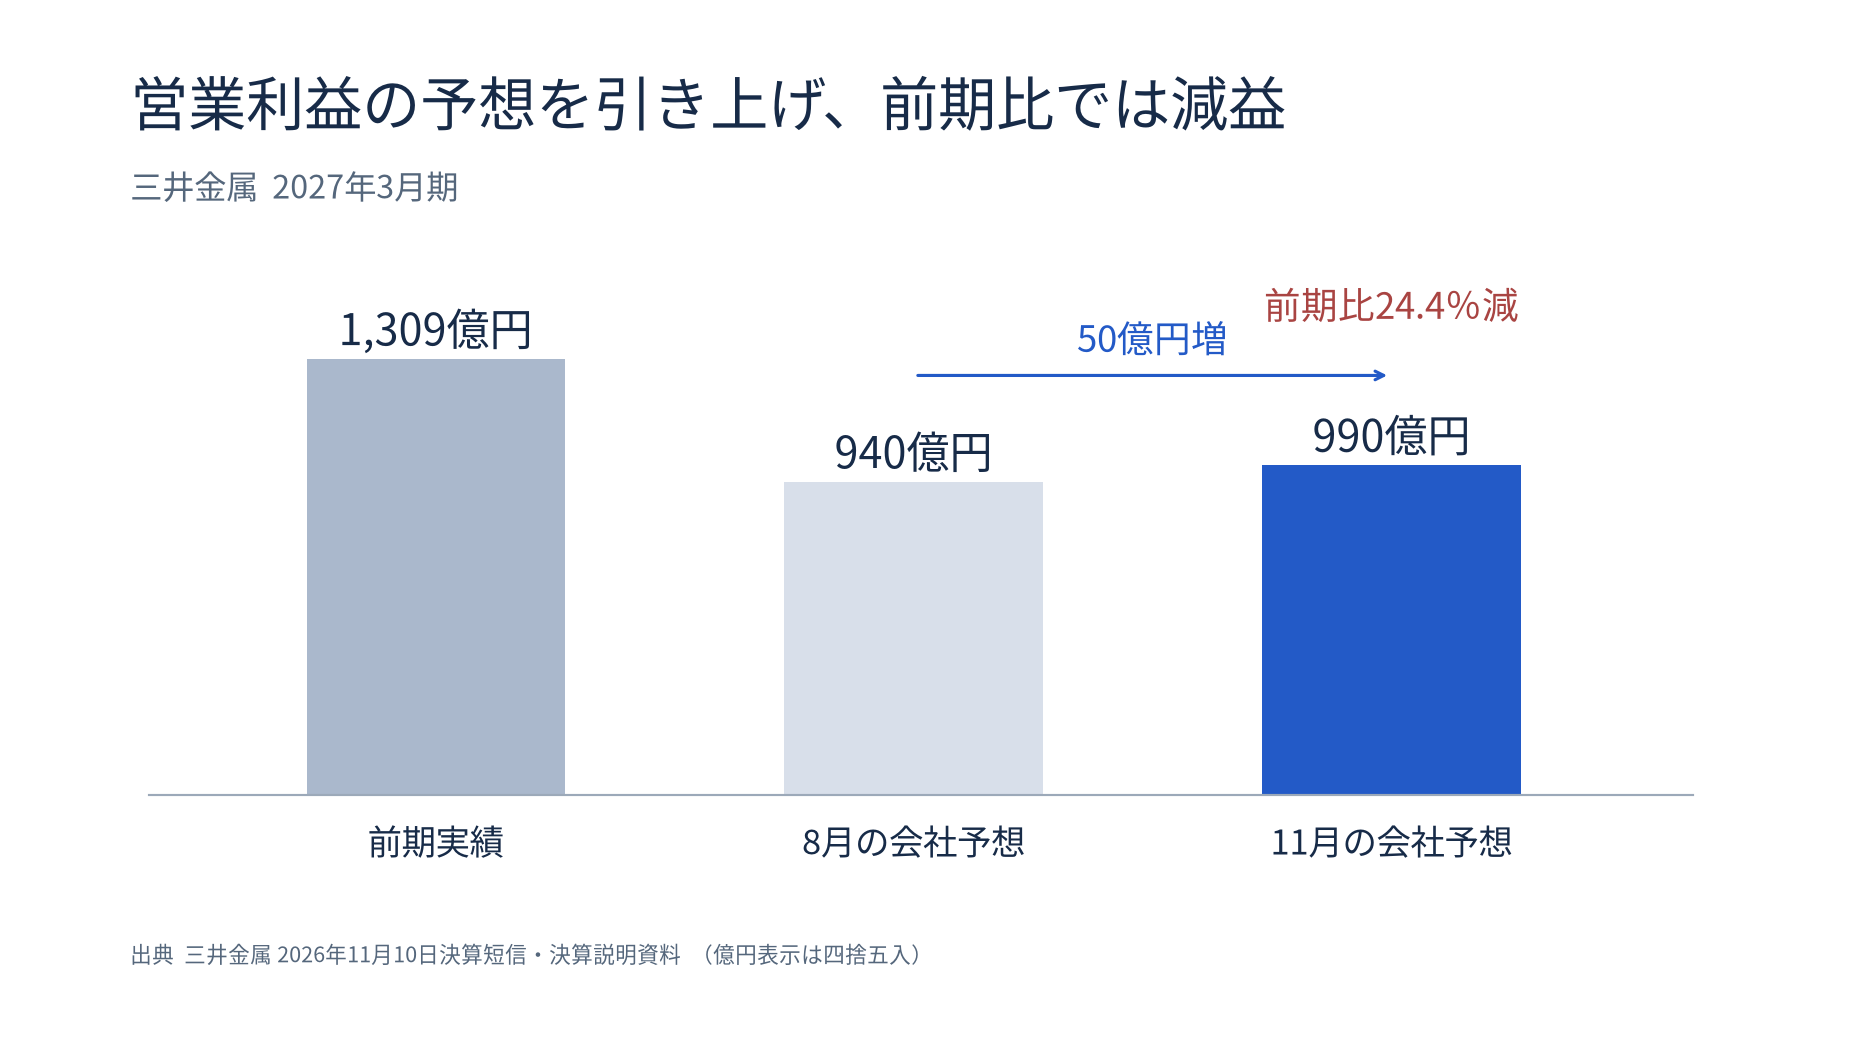 営業利益の予想を引き上げ、前期比では減益
三井金属 2027年3月期
前期比24.4%減
50億円増
1,309億円
940億円
990億円
前期実績
8月の会社予想
11月の会社予想
出典 三井金属 2026年11月10日決算短信・決算説明資料 （億円表示は四捨五入）